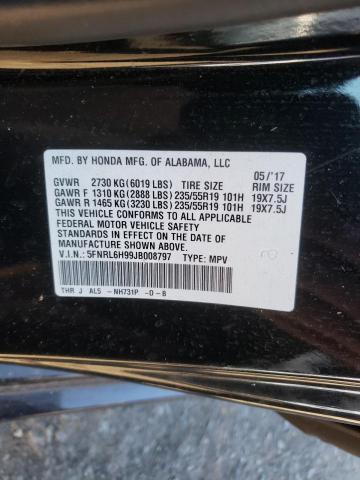 MFD. BY HONDA MFG. OF ALABAMA, LLC
05/'17
GVWR 2730 KG(6019 LBS) TIRE SIZE RIM SIZE
GAWR F 1310 KG(2888 LBS)235/55R19 101H 19X7.5J
GAWR R 1465 KG(3230 LBS)235/55R19 101H 19X7.5J
THIS VEHICLE CONFORMS TO ALL APPLICABLE
FEDERAL MOTOR VEHICLE SAFETY
STANDARDS IN EFFECT ON THE DATE OF
MANUFACTURE SHOWN ABOVE.
V.I.N.: 5FNRL6H99JB008797 TYPE: MPV
THR J AL5 - NH731P -D - B